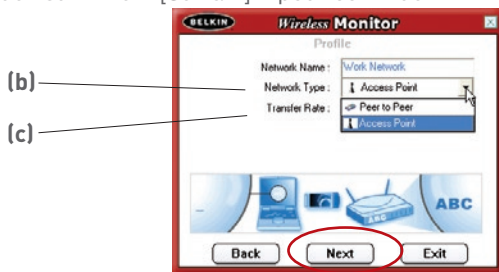 BELKIN Wireless Monitor
Profile
Network Name : Work Network
(b) Network Type : Access Point
(c) Transfer Rate : Peer to Peer
Access Point
ABC
Back Next Exit